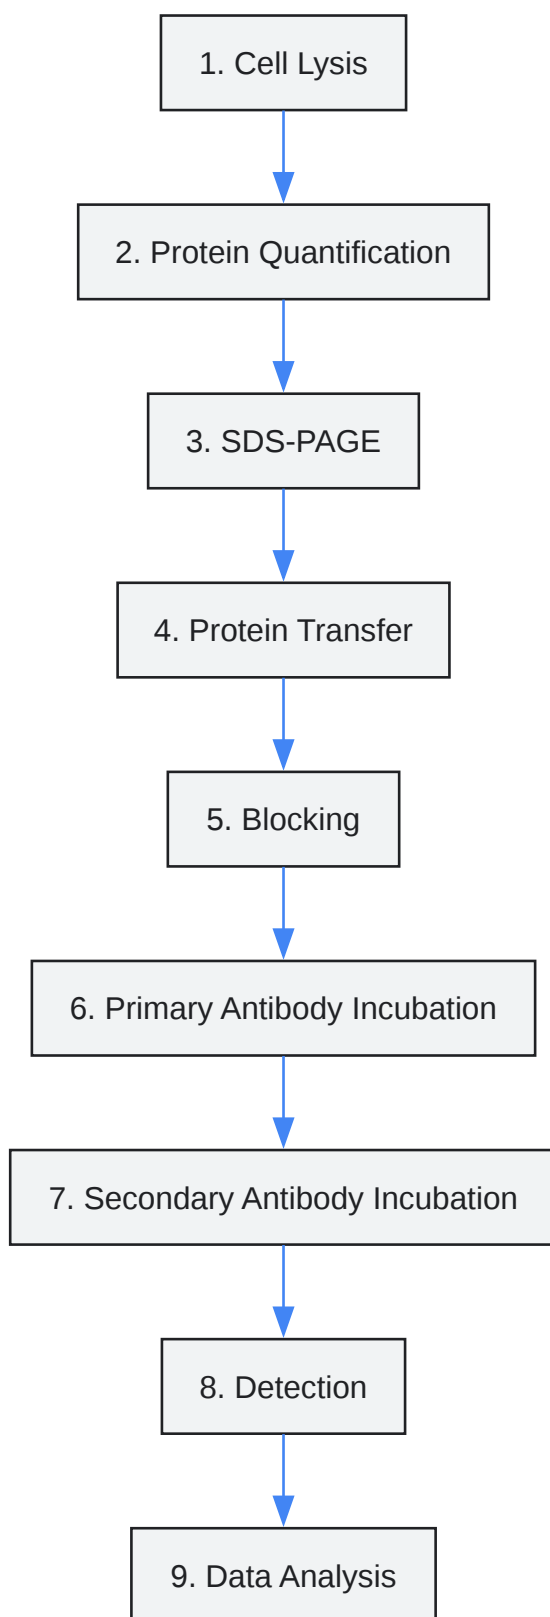 1. Cell Lysis
2. Protein Quantification
3. SDS-PAGE
4. Protein Transfer
5. Blocking
6. Primary Antibody Incubation
7. Secondary Antibody Incubation
8. Detection
9. Data Analysis